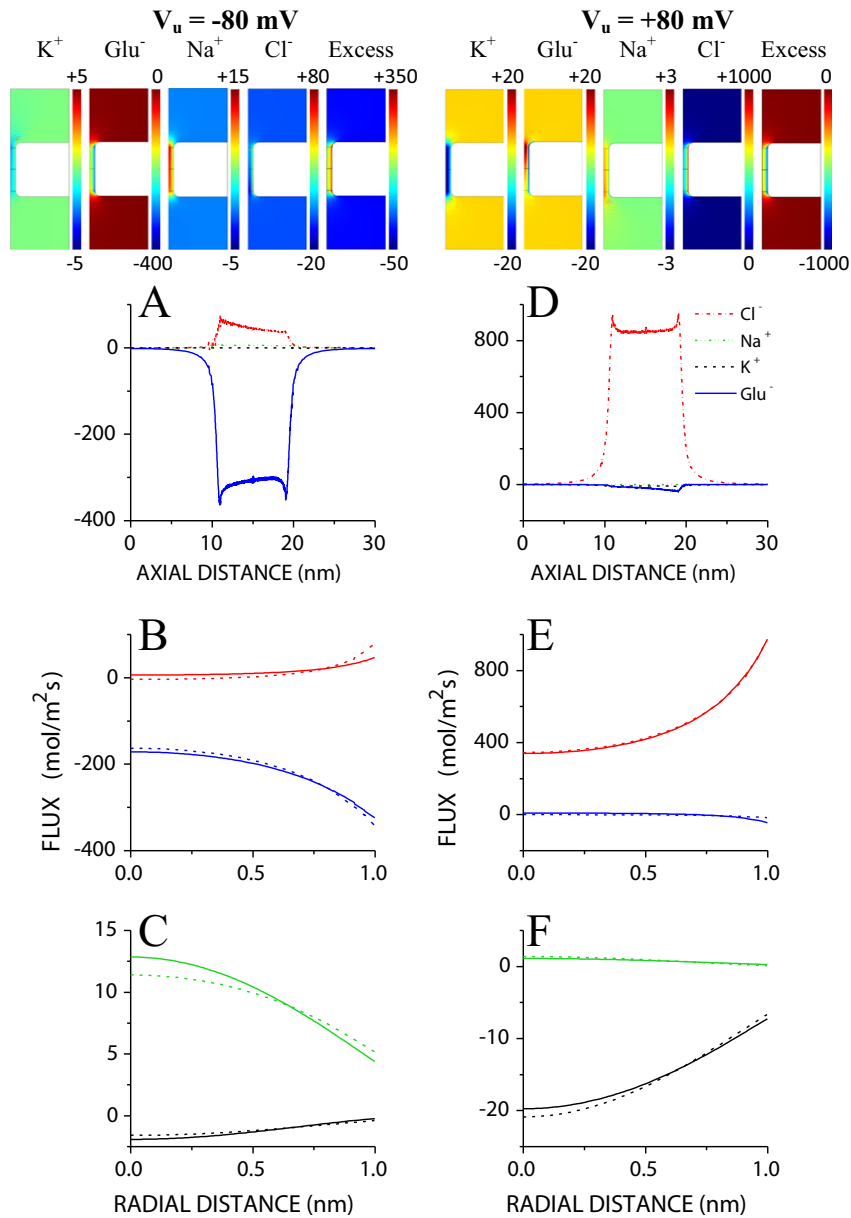 V_u = -80 mV
V_u = +80 mV
K⁺ Glu⁻ Na⁺ Cl⁻ Excess
K⁺ Glu⁻ Na⁺ Cl⁻ Excess
+5 0 +15 +80 +350
+20 +20 +3 +1000 0
-5 -400 -5 -20 -50
-20 -20 -3 0 -1000
A
0
-200
-400
0 10 20 30
AXIAL DISTANCE (nm)
D
Cl⁻
Na⁺
K⁺
Glu⁻
800
400
0
0 10 20 30
AXIAL DISTANCE (nm)
B
FLUX (mol/m²s)
0
-200
-400
0.0 0.5 1.0
E
FLUX (mol/m²s)
800
400
0
0.0 0.5 1.0
C
15
10
5
0
0.0 0.5 1.0
RADIAL DISTANCE (nm)
F
0
-10
-20
0.0 0.5 1.0
RADIAL DISTANCE (nm)